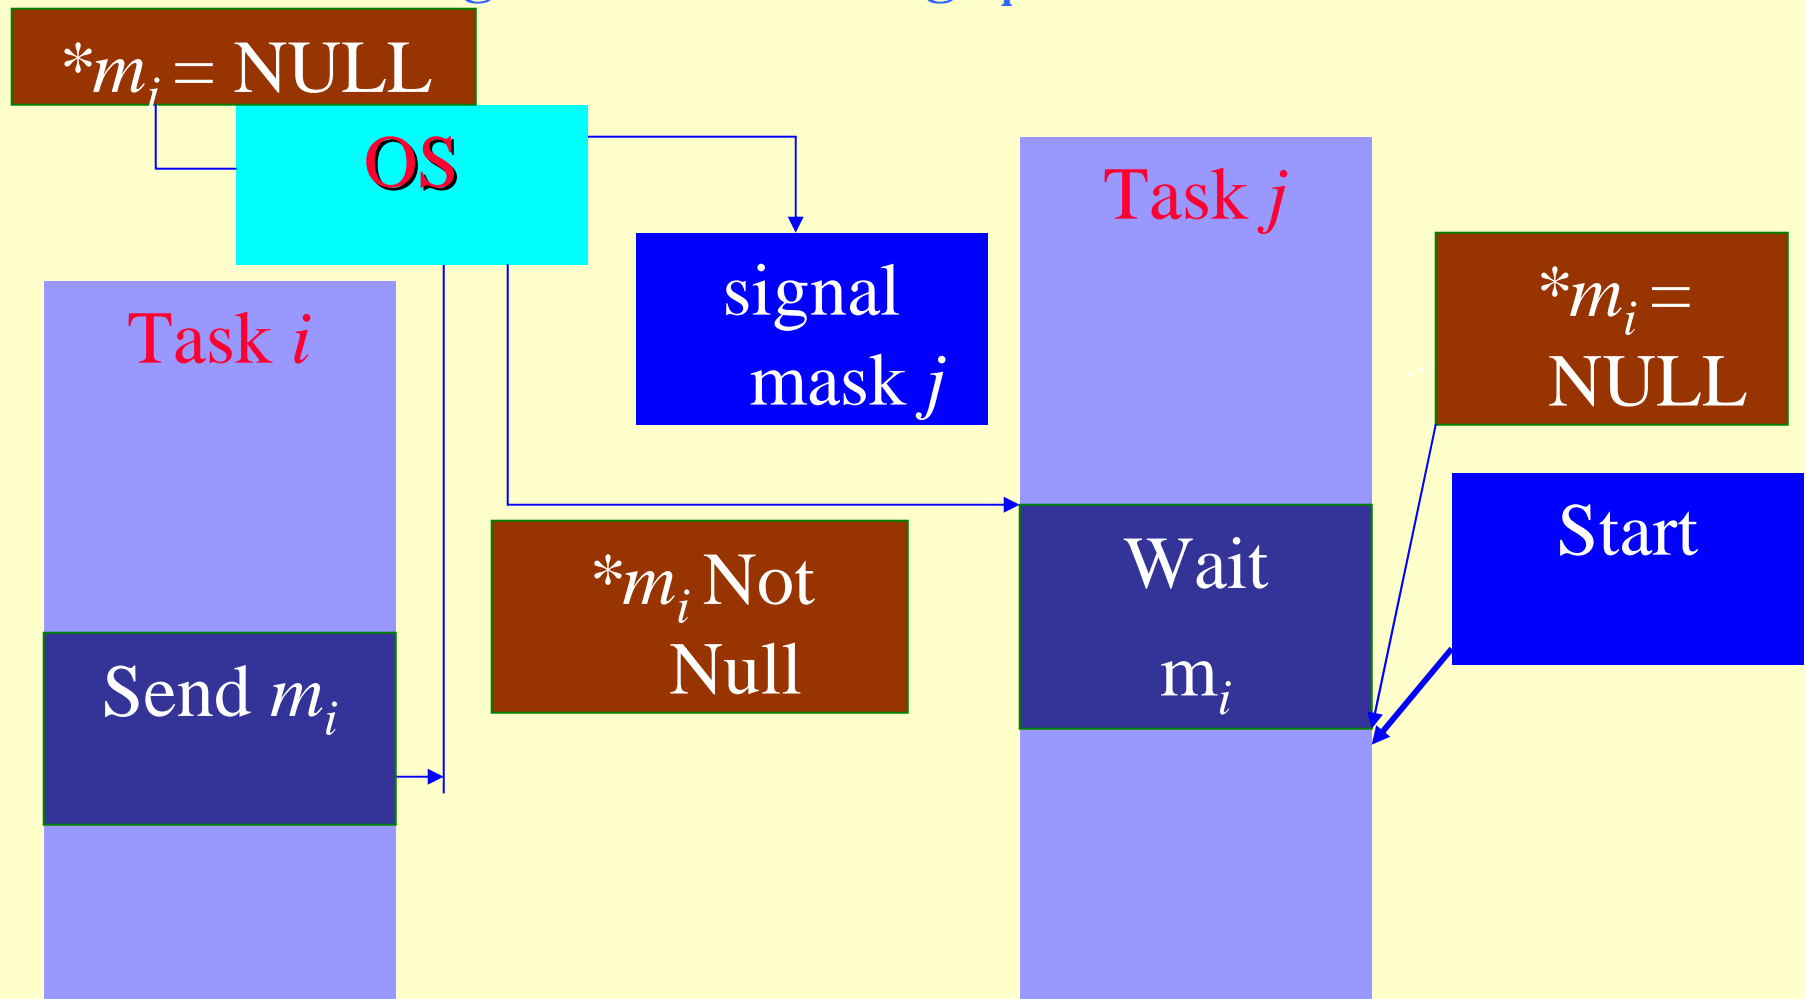 *mi = NULL
OS
Task j
signal
mask j
*mi =
NULL
Task i
Start
Wait
mi
*mi Not
Null
Send mi